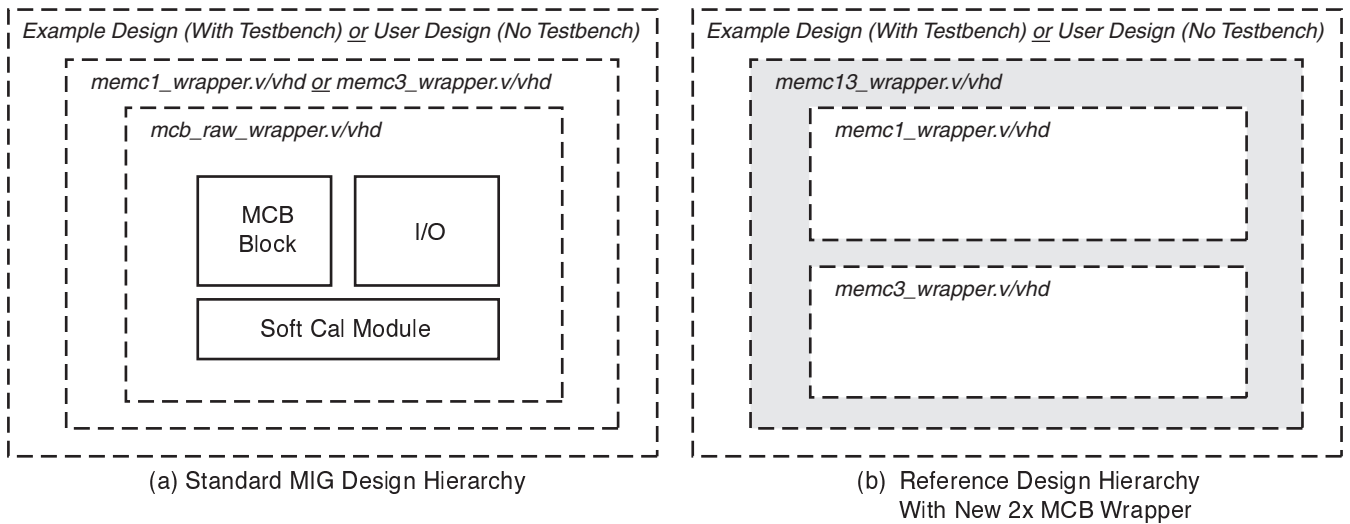 Example Design (With Testbench) or User Design (No Testbench)
memc1_wrapper.v/vhd or memc3_wrapper.v/vhd
mcb_raw_wrapper.v/vhd
MCB
Block
I/O
Soft Cal Module
(a) Standard MIG Design Hierarchy
Example Design (With Testbench) or User Design (No Testbench)
memc13_wrapper.v/vhd
memc1_wrapper.v/vhd
memc3_wrapper.v/vhd
(b) Reference Design Hierarchy
With New 2x MCB Wrapper